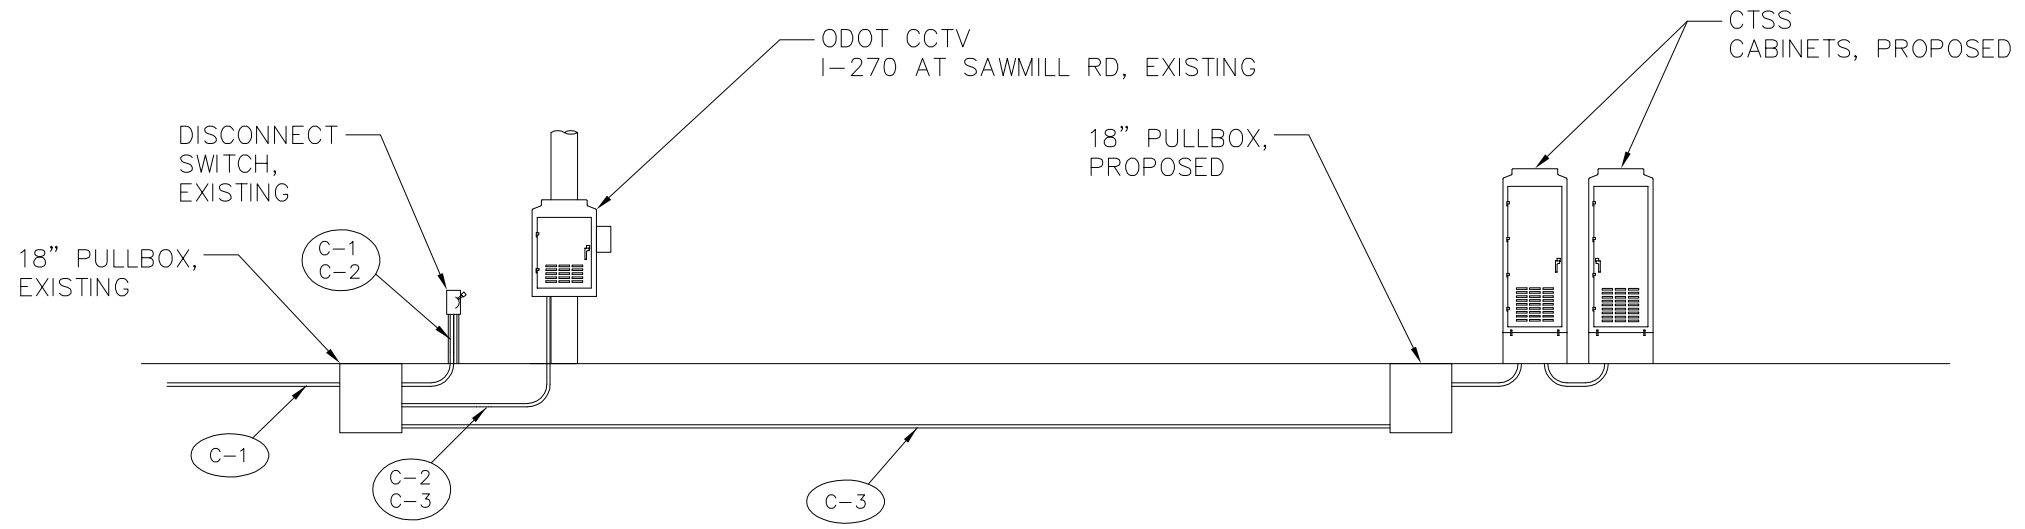 ODOT CCTV
I-270 AT SAWMILL RD, EXISTING
CTSS
CABINETS, PROPOSED
DISCONNECT
SWITCH,
EXISTING
18" PULLBOX,
PROPOSED
18" PULLBOX,
EXISTING
C-1
C-2
C-1
C-2
C-3
C-3